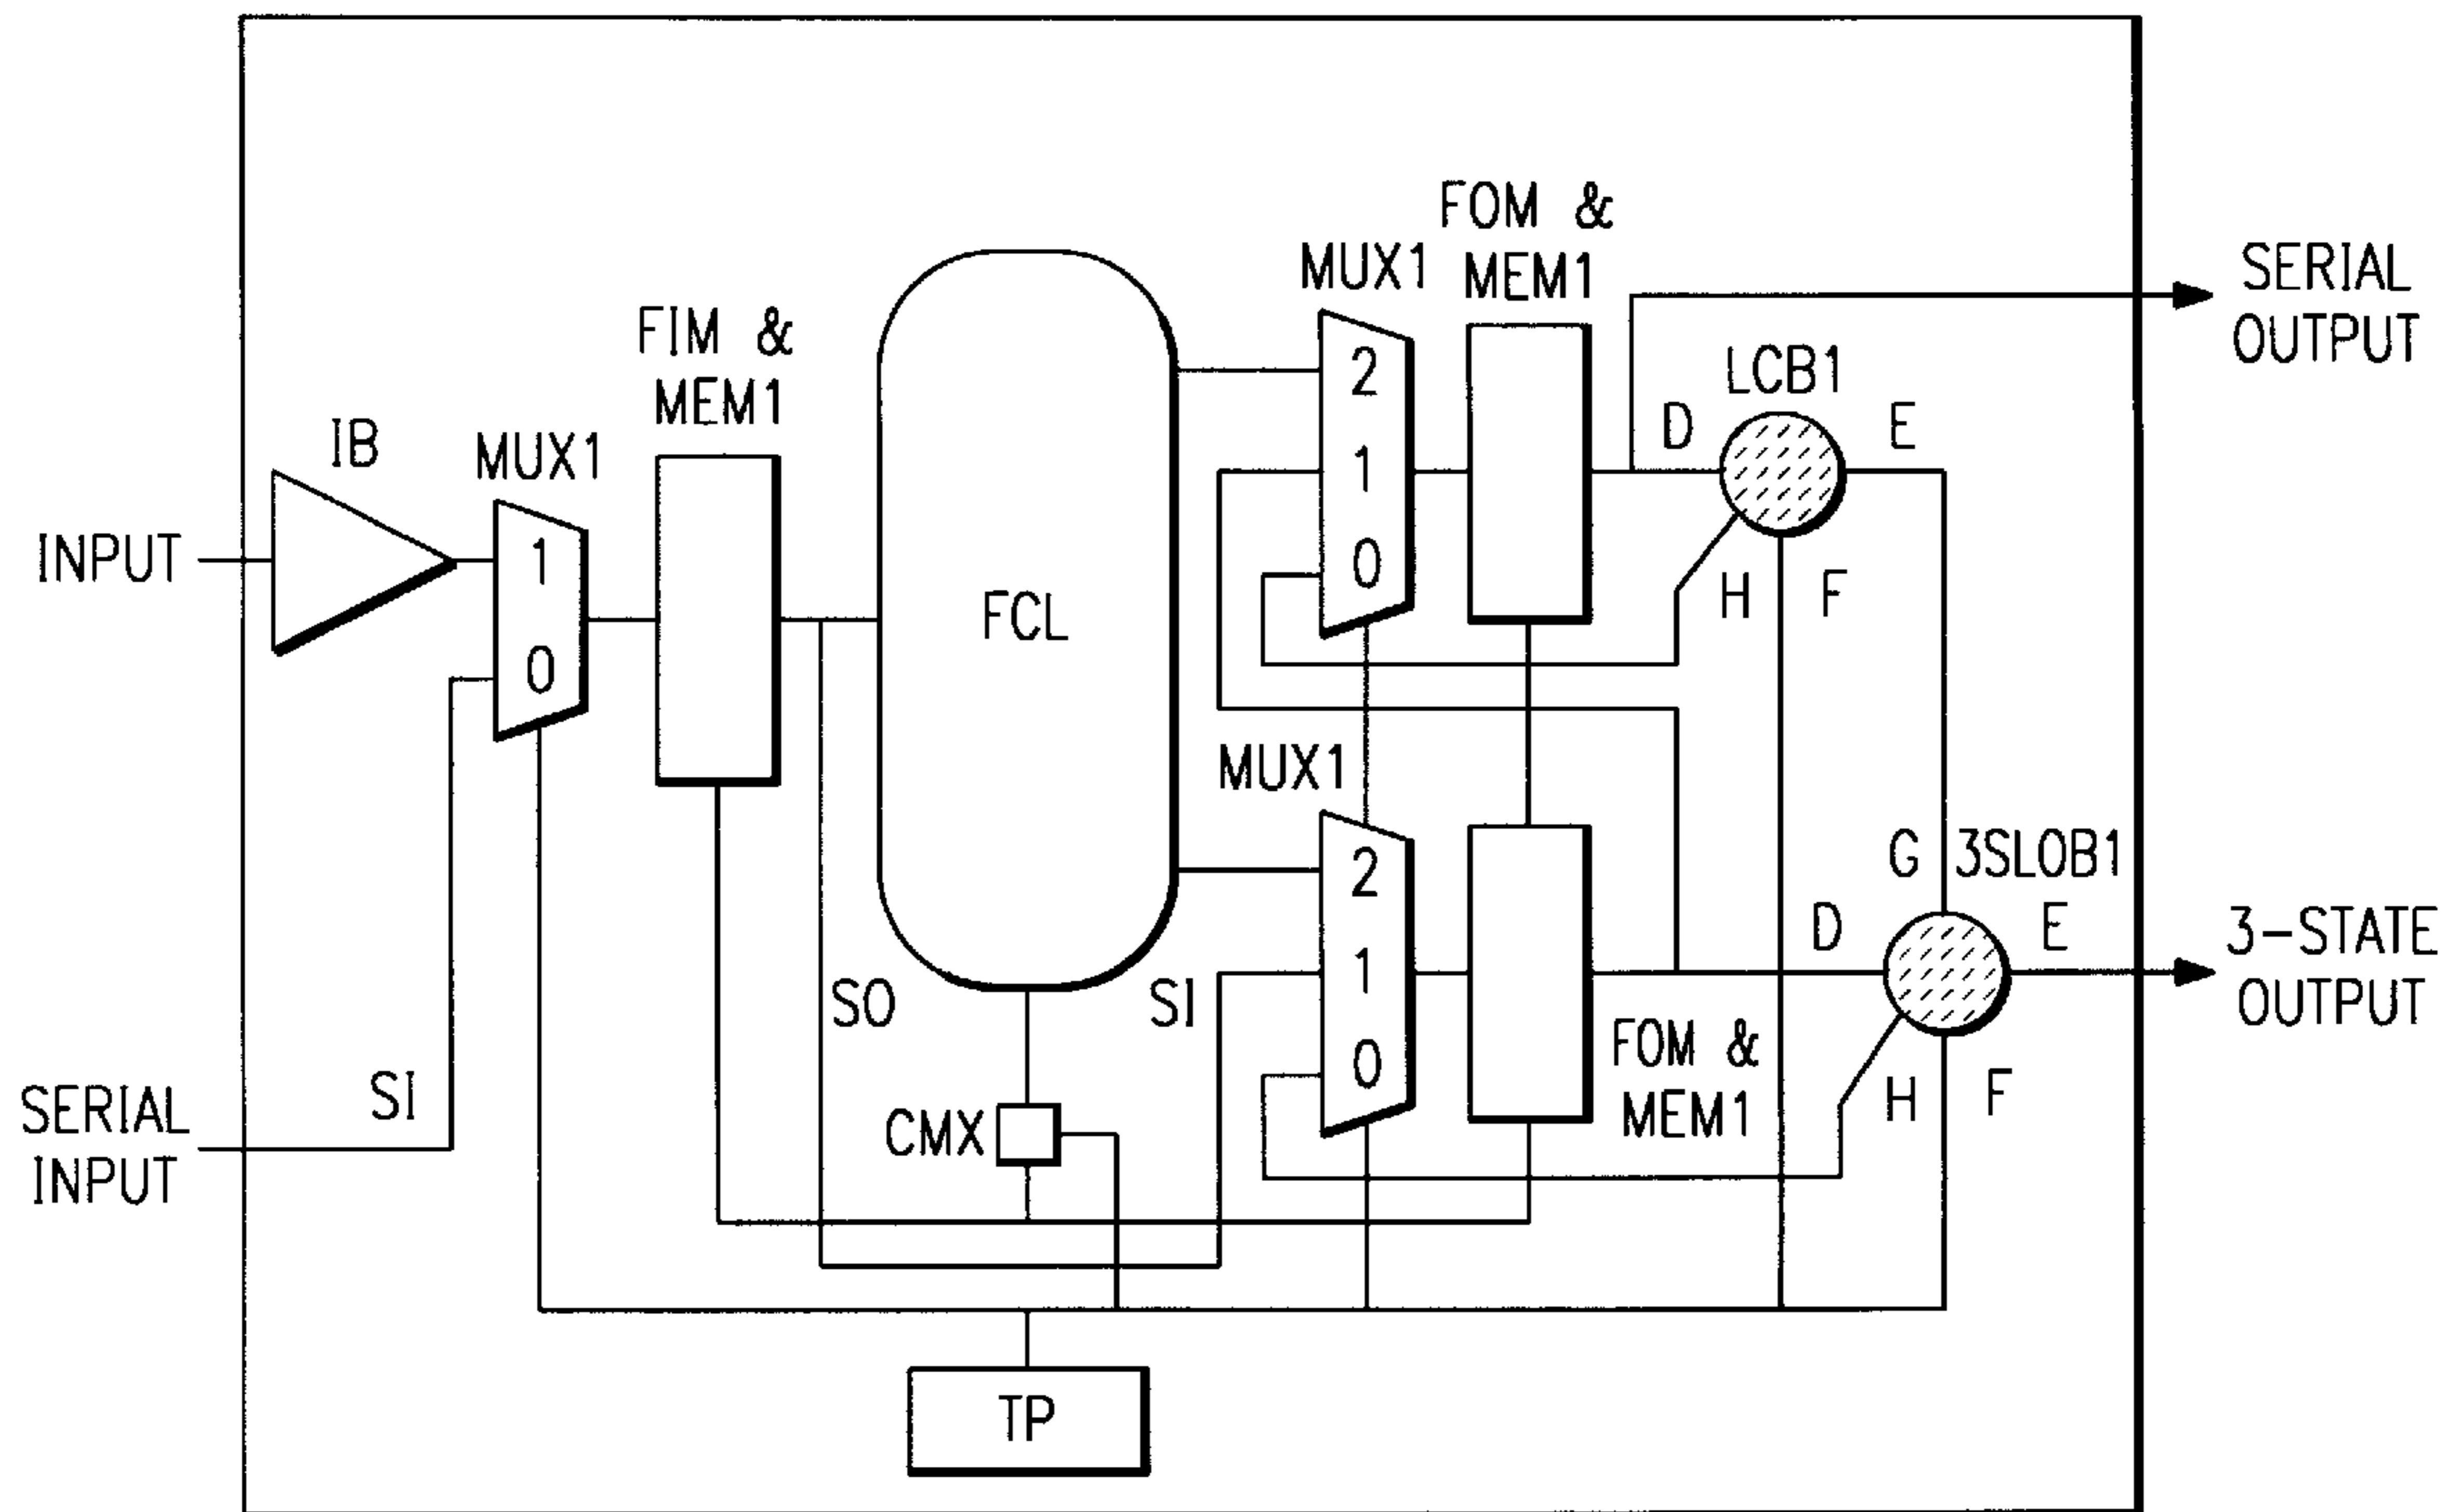 FOM &
MEM1
MUX1
SERIAL
OUTPUT
FIM &
MEM1
LCB1
2
D
E
IB
MUX1
1
1
INPUT
0
FCL
H
F
0
MUX1
G
3SLOB1
2
D
E
3-STATE
OUTPUT
SO
SI
1
FOM &
MEM1
0
H
F
SI
SERIAL
INPUT
CMX
TP